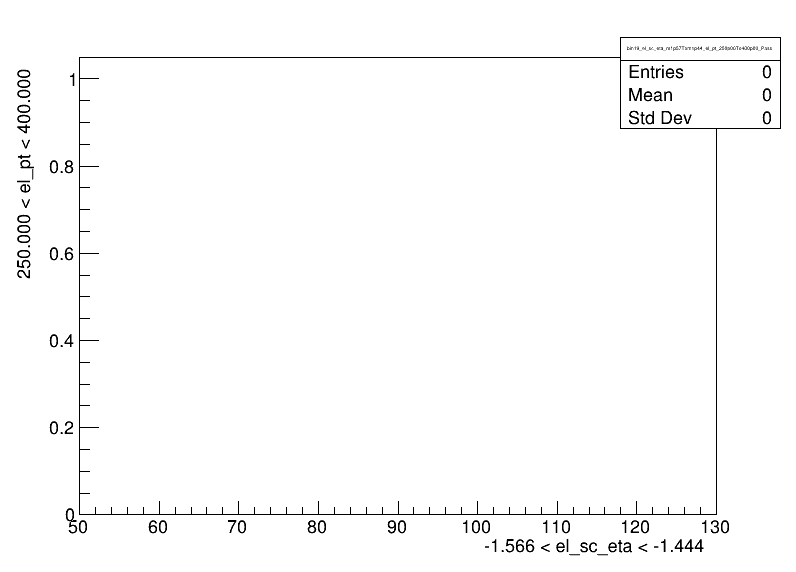 bin19_el_sc_eta_m1p57Tom1p44_el_pt_250p00To400p00_Pass
Entries 0
Mean 0
Std Dev 0
250.000 < el_pt < 400.000
1
0.8
0.6
0.4
0.2
0
50 60 70 80 90 100 110 120 130
-1.566 < el_sc_eta < -1.444